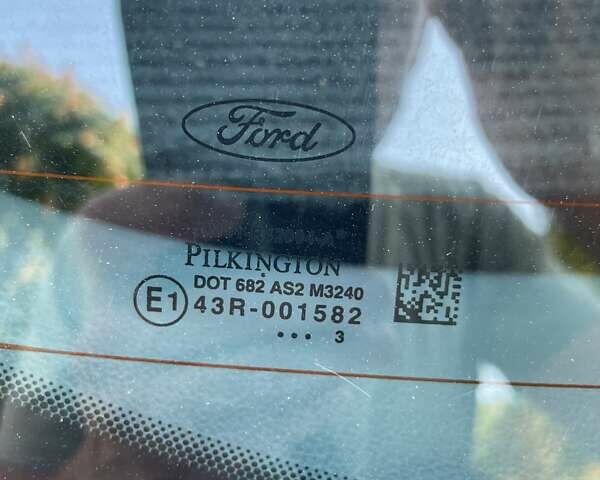 Ford
PILKINGTON
DOT 682 AS2 M3240
E1 43R-001582
••• 3